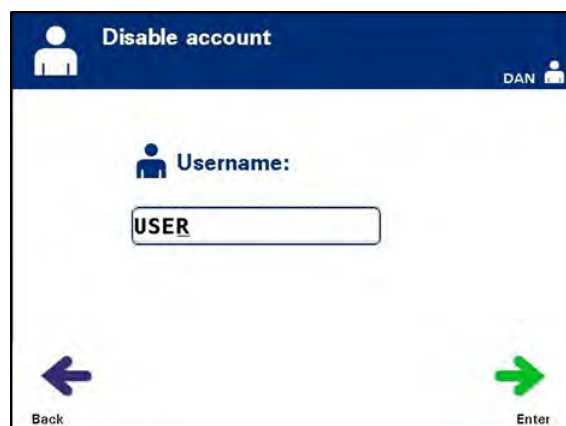 Disable account
DAN
Username:
USER
Back
Enter